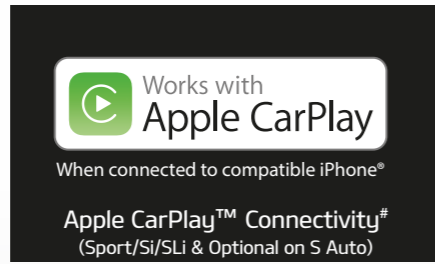 Works with
Apple CarPlay
When connected to compatible iPhone®
Apple CarPlay™ Connectivity#
(Sport/Si/SLi & Optional on S Auto)